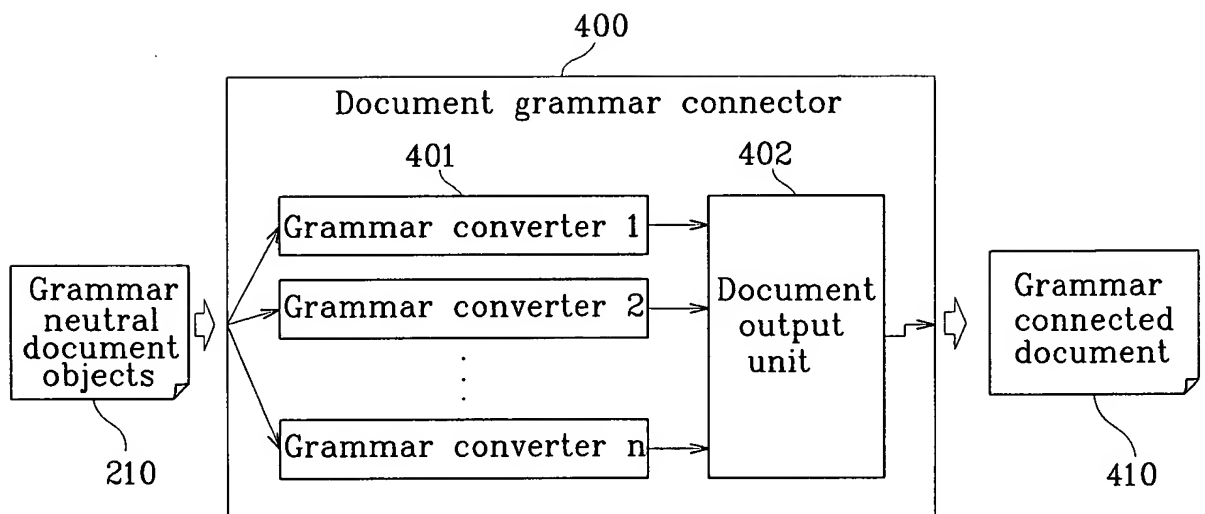 400
Document grammar connector
401
402
Grammar converter 1
Grammar converter 2
Grammar converter n
Grammar
neutral
document
objects
210
Document
output
unit
Grammar
connected
document
410